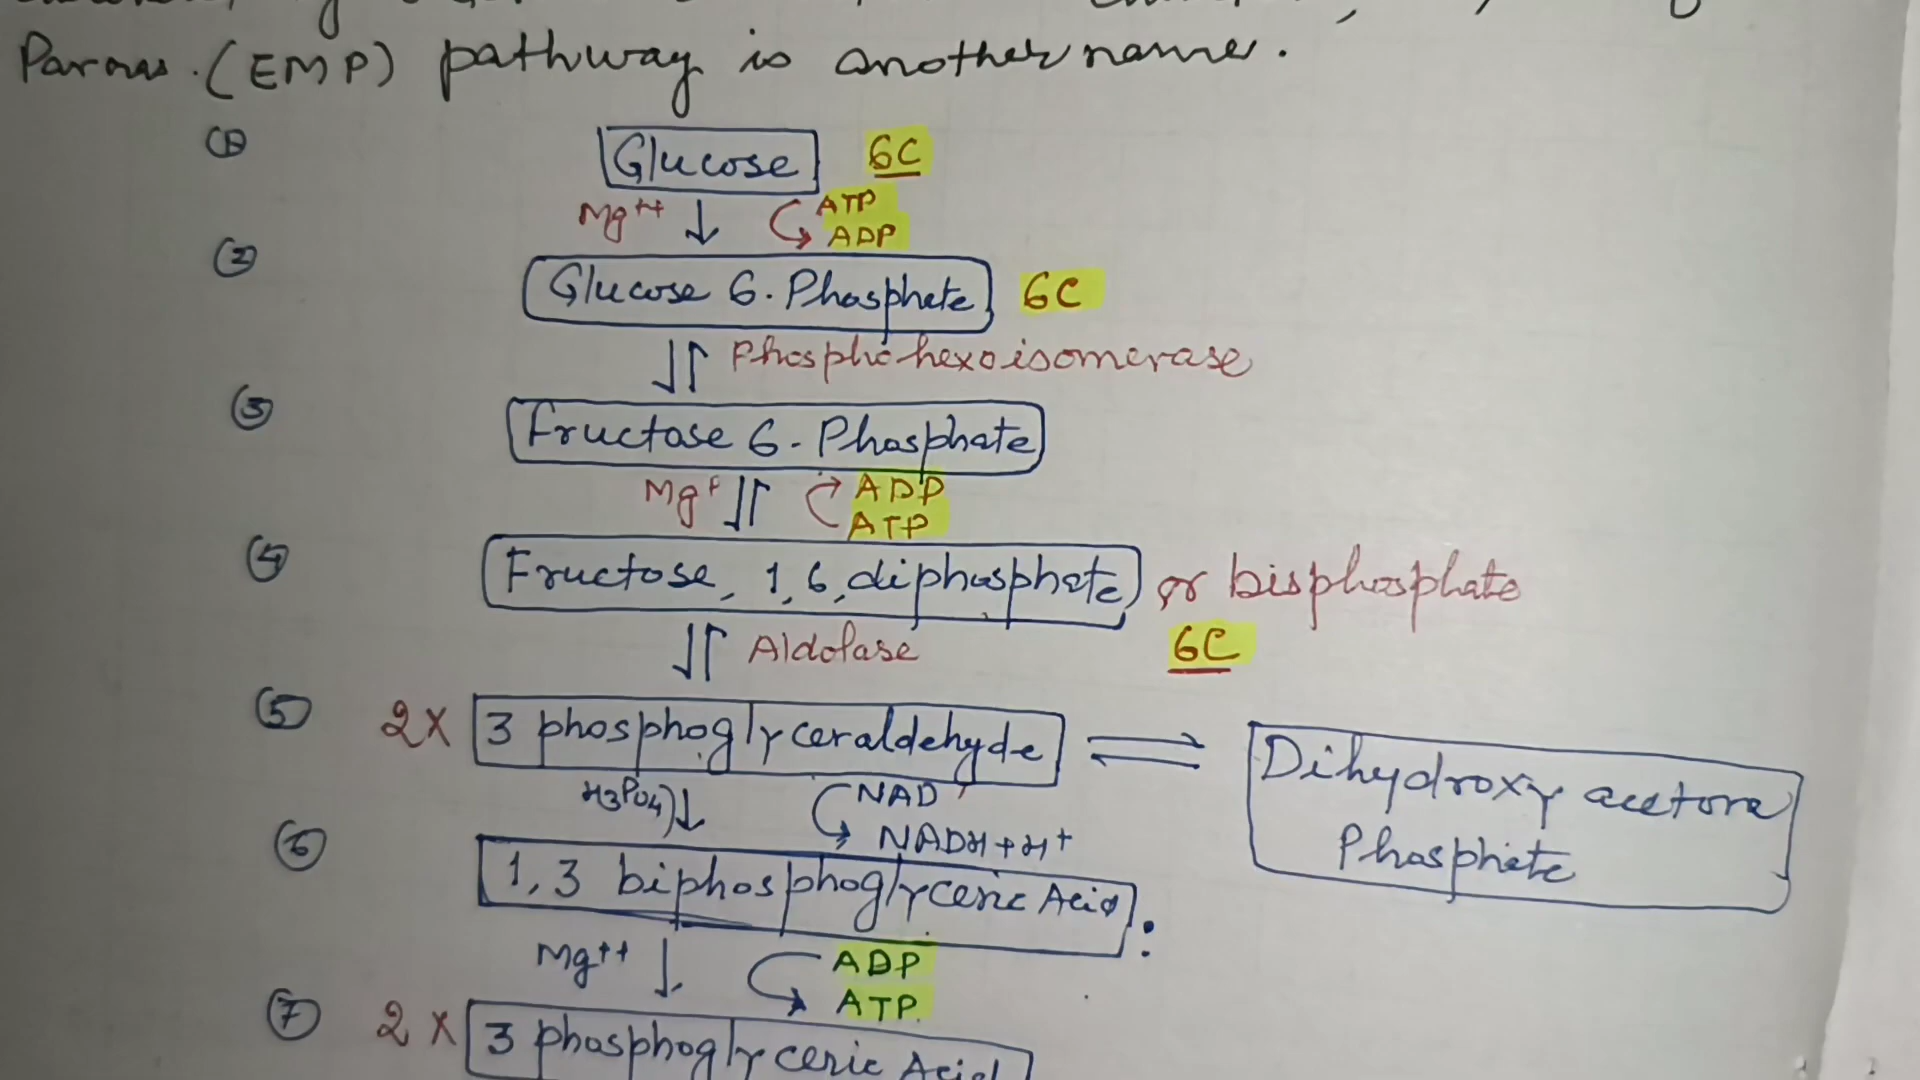 Paras.(EMP) pathway is another name.
(1) Glucose 6C
Mg++ ATP
ADP
(2) Glucose 6-Phosphate 6C
Phosphohexoisomerase
(3) Fructose 6-Phosphate
Mg+ ADP
ATP
(4) Fructose, 1,6, diphosphate or bisphosphate
Aldolase 6C
(5) 2 X 3 phosphoglyceraldehyde Dihydroxy acetone
Phosphate
H3PO4 NAD
NADH+H+
(6) 1,3 biphosphoglyceric Acid
Mg++ ADP
ATP
(7) 2 X 3 phosphoglyceric Acid